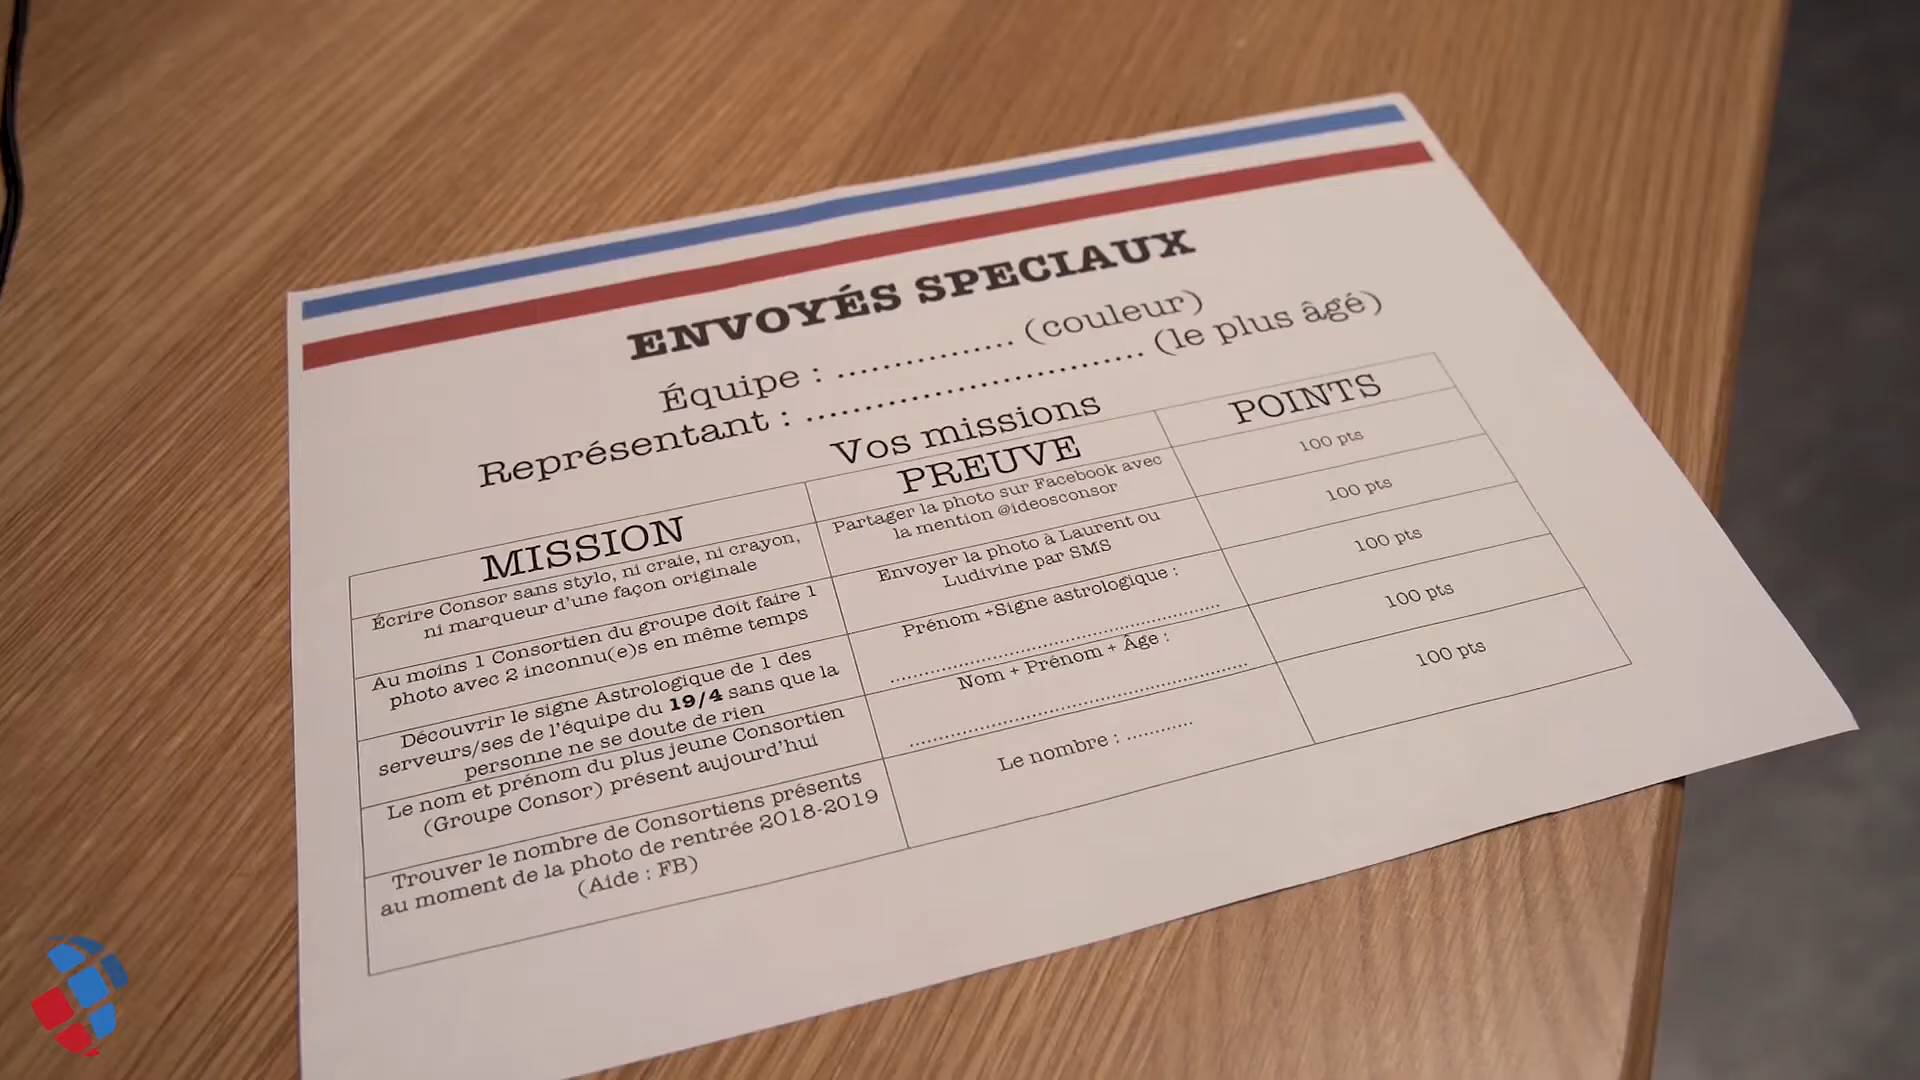 ENVOYÉS SPECIAUX
Équipe : ............... (couleur)
Représentant : ............................. (le plus âgé)
Vos missions
MISSION
PREUVE
POINTS
Écrire Consor sans stylo, ni craie, ni crayon,
ni marqueur d'une façon originale
Partager la photo sur Facebook avec
la mention @ideosconsor
100 pts
Au moins 1 Consortien du groupe doit faire 1
photo avec 2 inconnu(e)s en même temps
Envoyer la photo à Laurent ou
Ludivine par SMS
100 pts
Découvrir le signe Astrologique de 1 des
serveurs/ses de l'équipe du 19/4 sans que la
personne ne se doute de rien
Prénom +Signe astrologique :
..................................................
100 pts
Le nom et prénom du plus jeune Consortien
(Groupe Consor) présent aujourd'hui
Nom + Prénom + Âge :
..................................................
100 pts
Trouver le nombre de Consortiens présents
au moment de la photo de rentrée 2018-2019
(Aide : FB)
Le nombre : ...........
100 pts